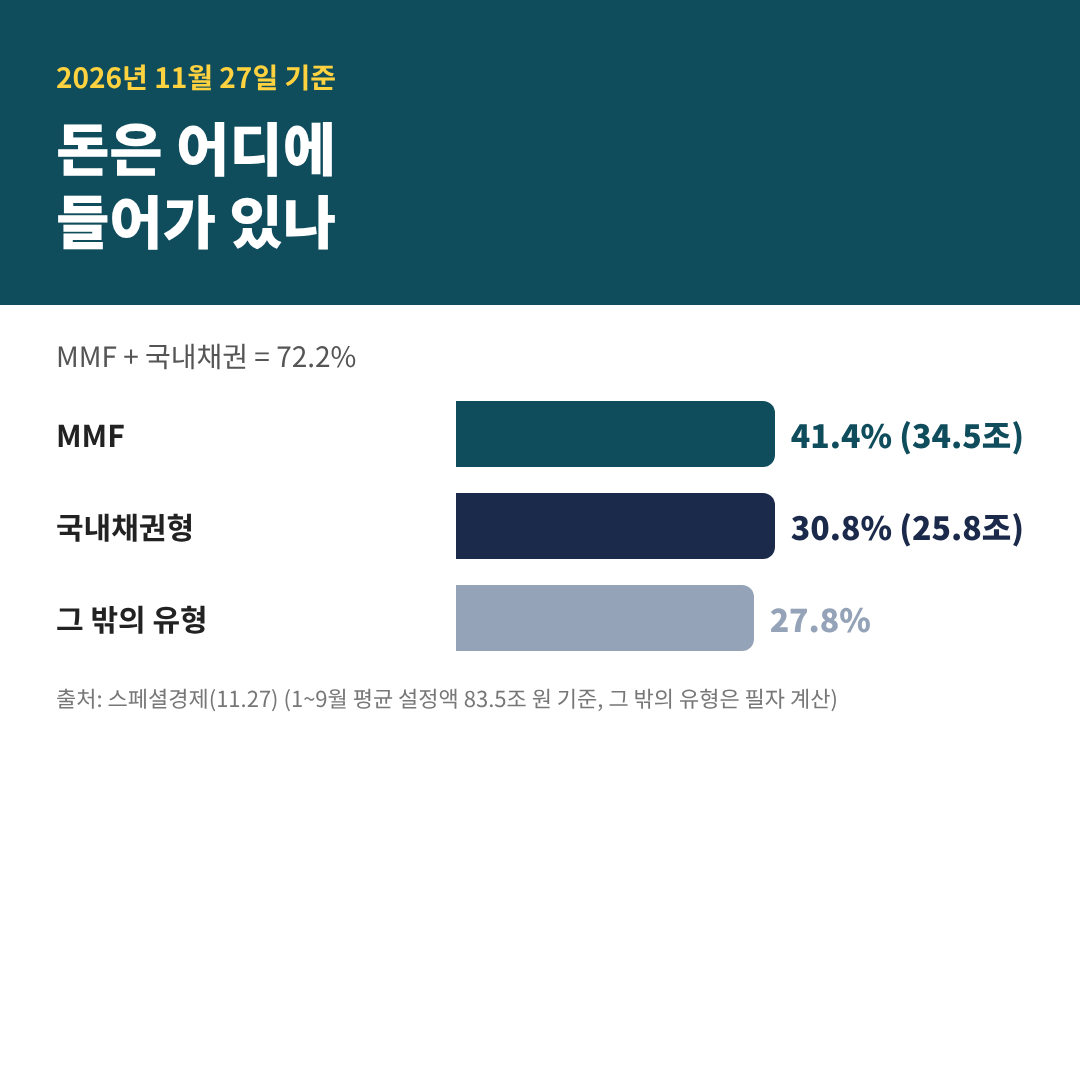 2026년 11월 27일 기준
돈은 어디에
들어가 있나
MMF + 국내채권 = 72.2%
MMF 41.4% (34.5조)
국내채권형 30.8% (25.8조)
그 밖의 유형 27.8%
출처: 스페셜경제(11.27) (1~9월 평균 설정액 83.5조 원 기준, 그 밖의 유형은 필자 계산)